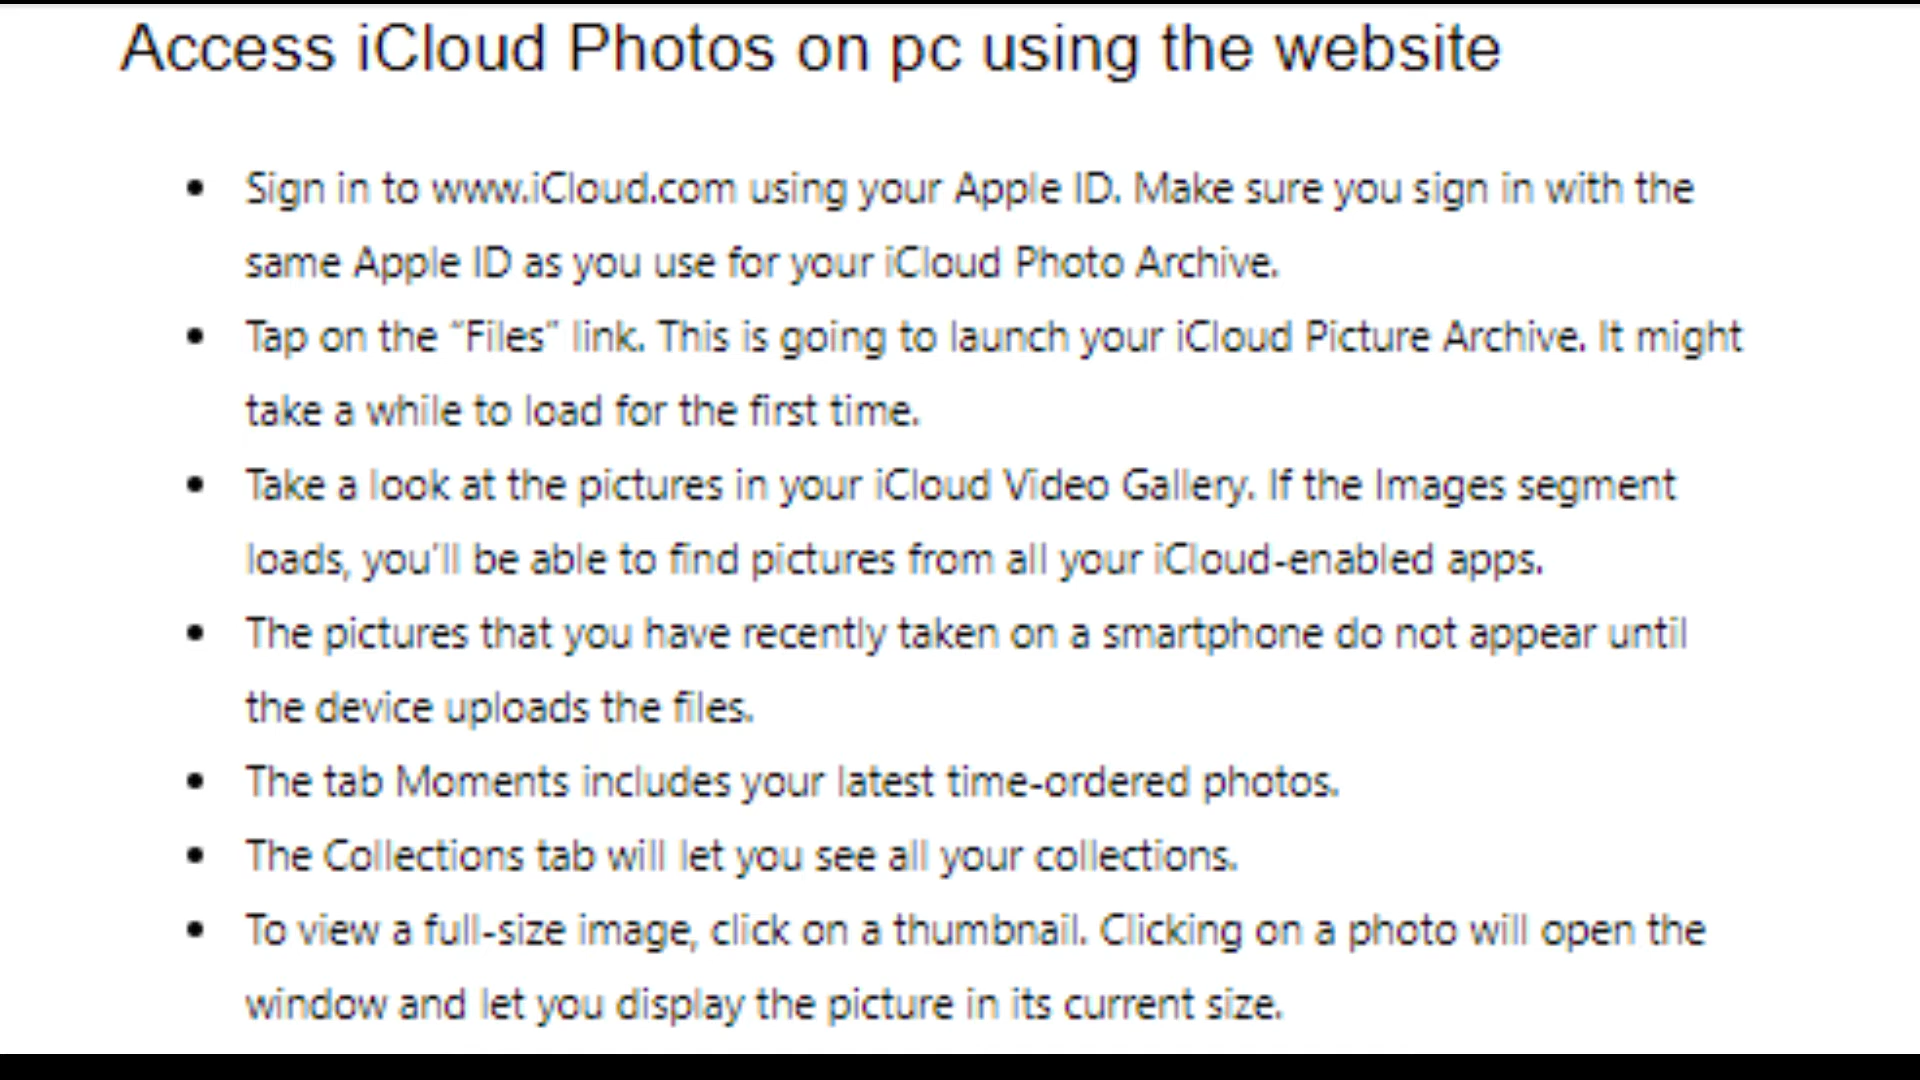 Access iCloud Photos on pc using the website
• Sign in to www.iCloud.com using your Apple ID. Make sure you sign in with the
same Apple ID as you use for your iCloud Photo Archive.
• Tap on the “Files” link. This is going to launch your iCloud Picture Archive. It might
take a while to load for the first time.
• Take a look at the pictures in your iCloud Video Gallery. If the Images segment
loads, you’ll be able to find pictures from all your iCloud-enabled apps.
• The pictures that you have recently taken on a smartphone do not appear until
the device uploads the files.
• The tab Moments includes your latest time-ordered photos.
• The Collections tab will let you see all your collections.
• To view a full-size image, click on a thumbnail. Clicking on a photo will open the
window and let you display the picture in its current size.